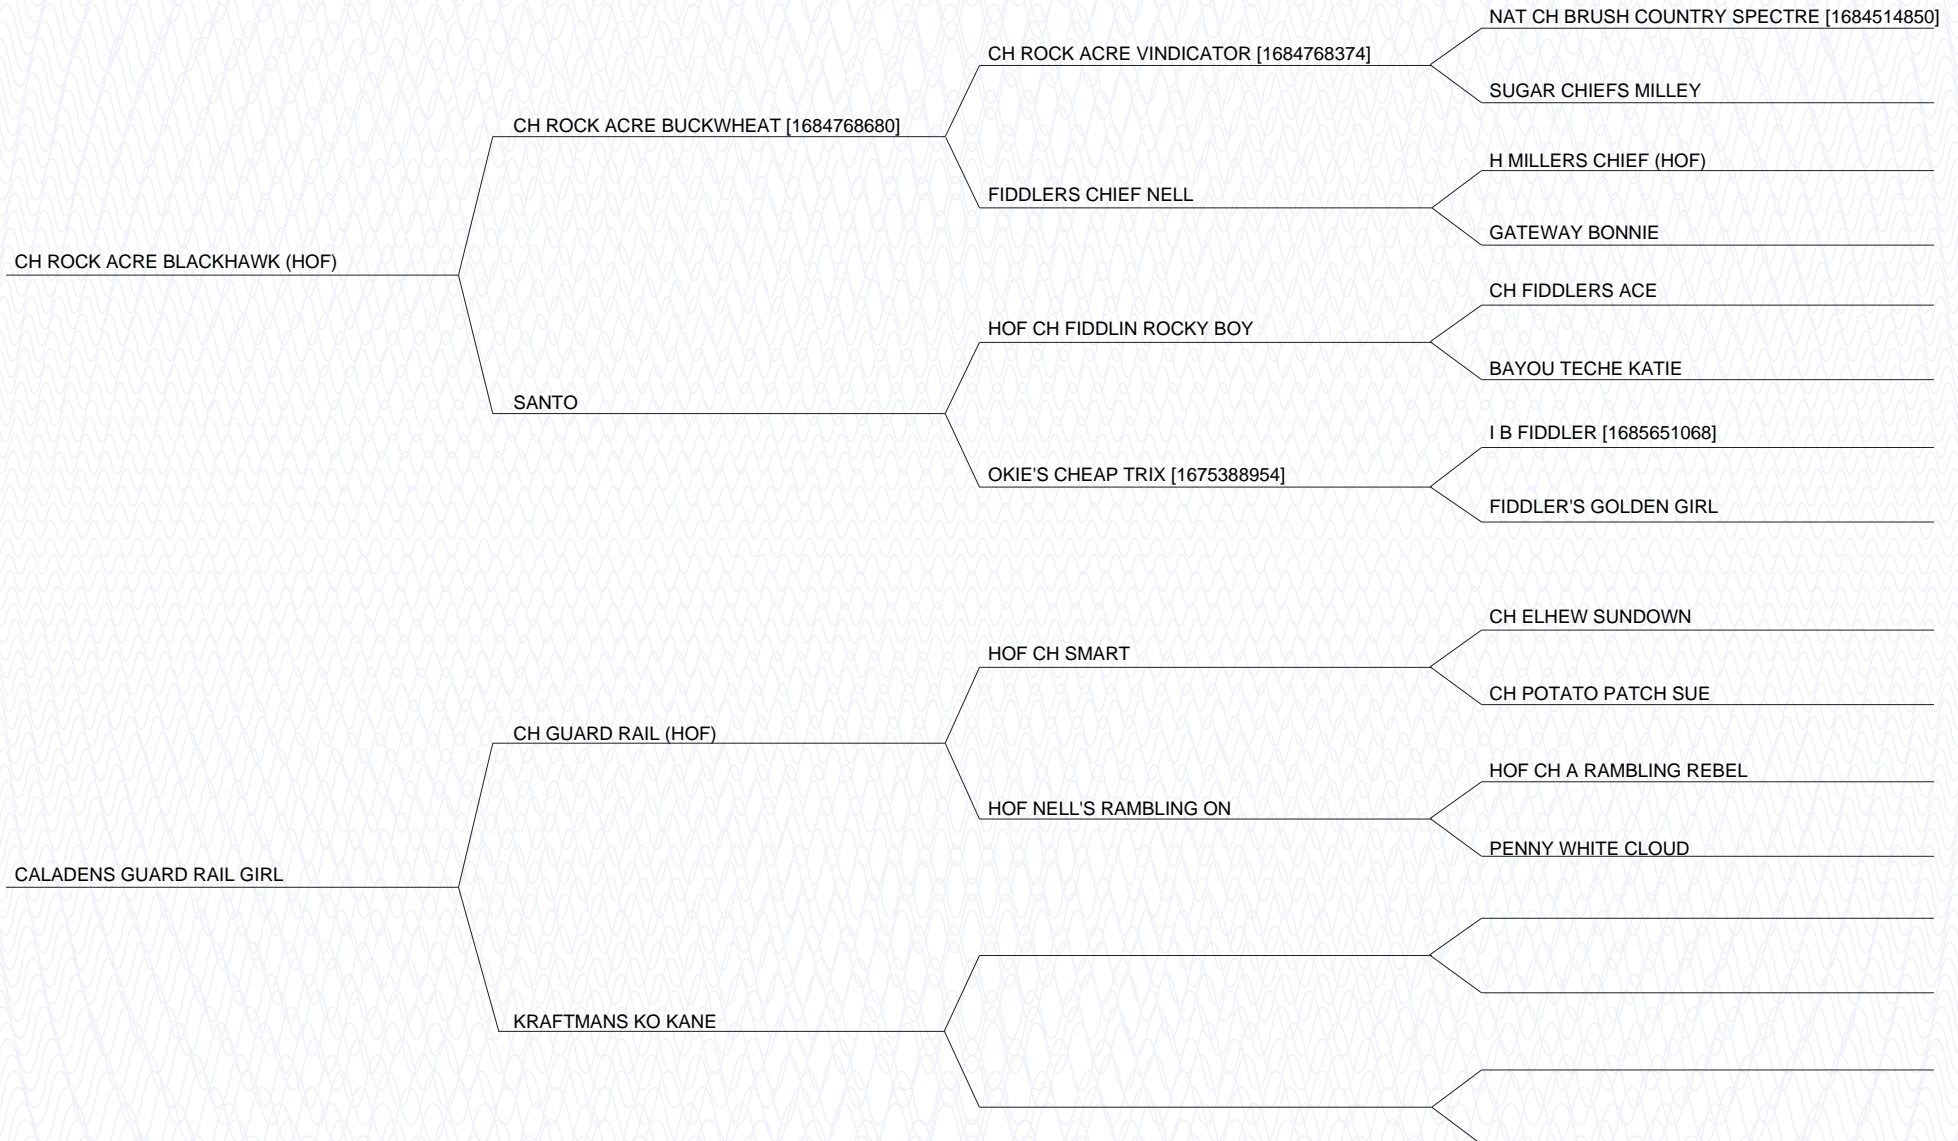 NAT CH BRUSH COUNTRY SPECTRE [1684514850]
CH ROCK ACRE VINDICATOR [1684768374]
SUGAR CHIEFS MILLEY
CH ROCK ACRE BUCKWHEAT [1684768680]
H MILLERS CHIEF (HOF)
FIDDLERS CHIEF NELL
GATEWAY BONNIE
CH ROCK ACRE BLACKHAWK (HOF)
CH FIDDLERS ACE
HOF CH FIDDLIN ROCKY BOY
BAYOU TECHE KATIE
SANTO
I B FIDDLER [1685651068]
OKIE'S CHEAP TRIX [1675388954]
FIDDLER'S GOLDEN GIRL
CH ELHEW SUNDOWN
HOF CH SMART
CH POTATO PATCH SUE
CH GUARD RAIL (HOF)
HOF CH A RAMBLING REBEL
HOF NELL'S RAMBLING ON
PENNY WHITE CLOUD
CALADENS GUARD RAIL GIRL
KRAFTMANS KO KANE